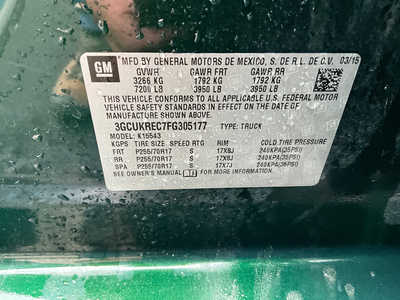 GM
MFD BY GENERAL MOTORS DE MEXICO, S. DE R.L. DE C.V. 03/15
GVWR GAWR FRT GAWR RR
3266 KG 1792 KG 1792 KG
7200 LB 3950 LB 3950 LB
THIS VEHICLE CONFORMS TO ALL APPLICABLE U.S. FEDERAL MOTOR
VEHICLE SAFETY STANDARDS IN EFFECT ON THE DATE OF
MANUFACTURE SHOWN ABOVE.
3GCUKREC7FG305177 TYPE: TRUCK
MODEL: K15543
KGPS TIRE SIZE SPEED RTG RIM COLD TIRE PRESSURE
FRT P255/70R17 S 17X8J 240KPA(35PSI)
RR P255/70R17 S 17X8J 240KPA(35PSI)
SPA P255/70R17 S 17X7J 240KPA(35PSI)
SEE OWNER'S MANUAL